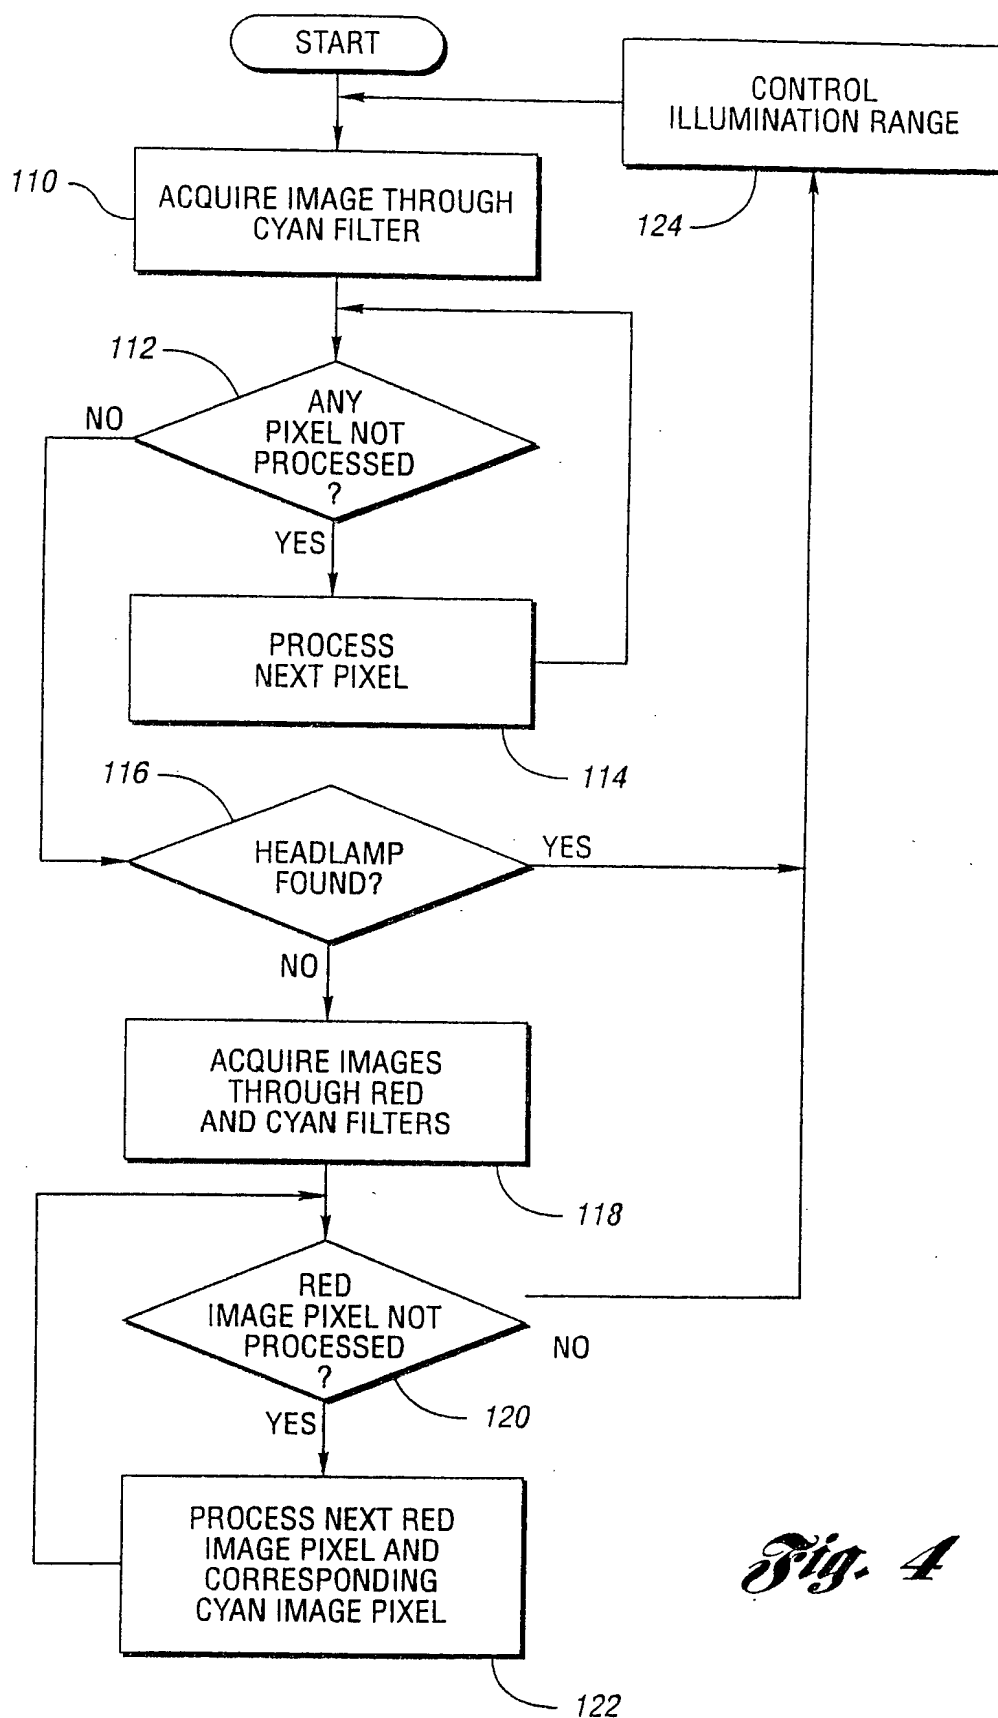 START
CONTROL
ILLUMINATION RANGE
124
110
ACQUIRE IMAGE THROUGH
CYAN FILTER
112
ANY
PIXEL NOT
PROCESSED
?
NO
YES
PROCESS
NEXT PIXEL
114
116
HEADLAMP
FOUND?
YES
NO
ACQUIRE IMAGES
THROUGH RED
AND CYAN FILTERS
118
RED
IMAGE PIXEL NOT
PROCESSED
?
NO
120
YES
PROCESS NEXT RED
IMAGE PIXEL AND
CORRESPONDING
CYAN IMAGE PIXEL
122
Fig. 4